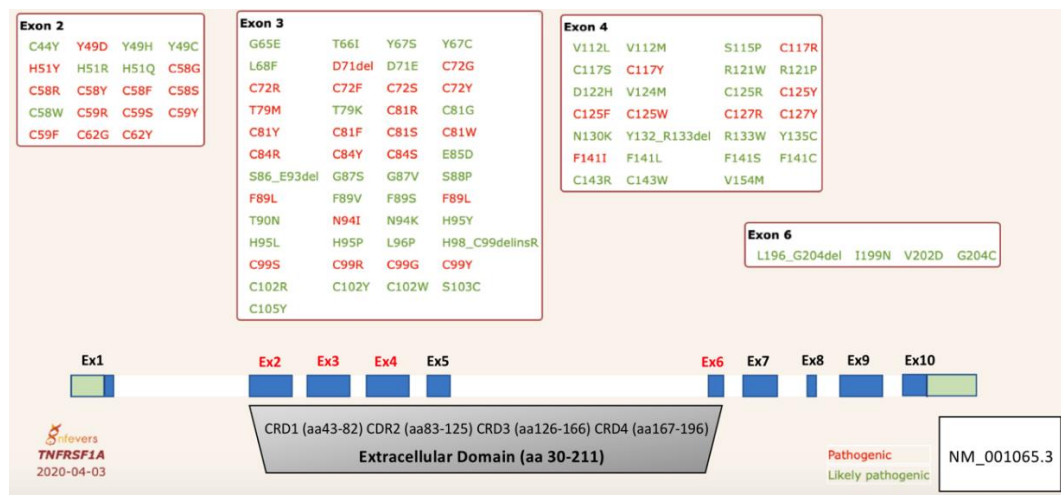 Exon 2
C44Y Y49D Y49H Y49C
H51Y H51R H51Q C58G
C58R C58Y C58F C58S
C58W C59R C59S C59Y
C59F C62G C62Y
Exon 3
G65E T66I Y67S Y67C
L68F D71del D71E C72G
C72R C72F C72S C72Y
T79M T79K C81R C81G
C81Y C81F C81S C81W
C84R C84Y C84S E85D
S86_E93del G87S G87V S88P
F89L F89V F89S F89L
T90N N94I N94K H95Y
H95L H95P L96P H98_C99delinsR
C99S C99R C99G C99Y
C102R C102Y C102W S103C
C105Y
Exon 4
V112L V112M S115P C117R
C117S C117Y R121W R121P
D122H V124M C125R C125Y
C125F C125W C127R C127Y
N130K Y132_R133del R133W Y135C
F141I F141L F141S F141C
C143R C143W V154M
Exon 6
L196_G204del I199N V202D G204C
Ex1 Ex2 Ex3 Ex4 Ex5 Ex6 Ex7 Ex8 Ex9 Ex10
CRD1 (aa43-82) CDR2 (aa83-125) CRD3 (aa126-166) CRD4 (aa167-196)
Extracellular Domain (aa 30-211)
nfevers
TNFRSF1A
2020-04-03
Pathogenic
Likely pathogenic
NM_001065.3